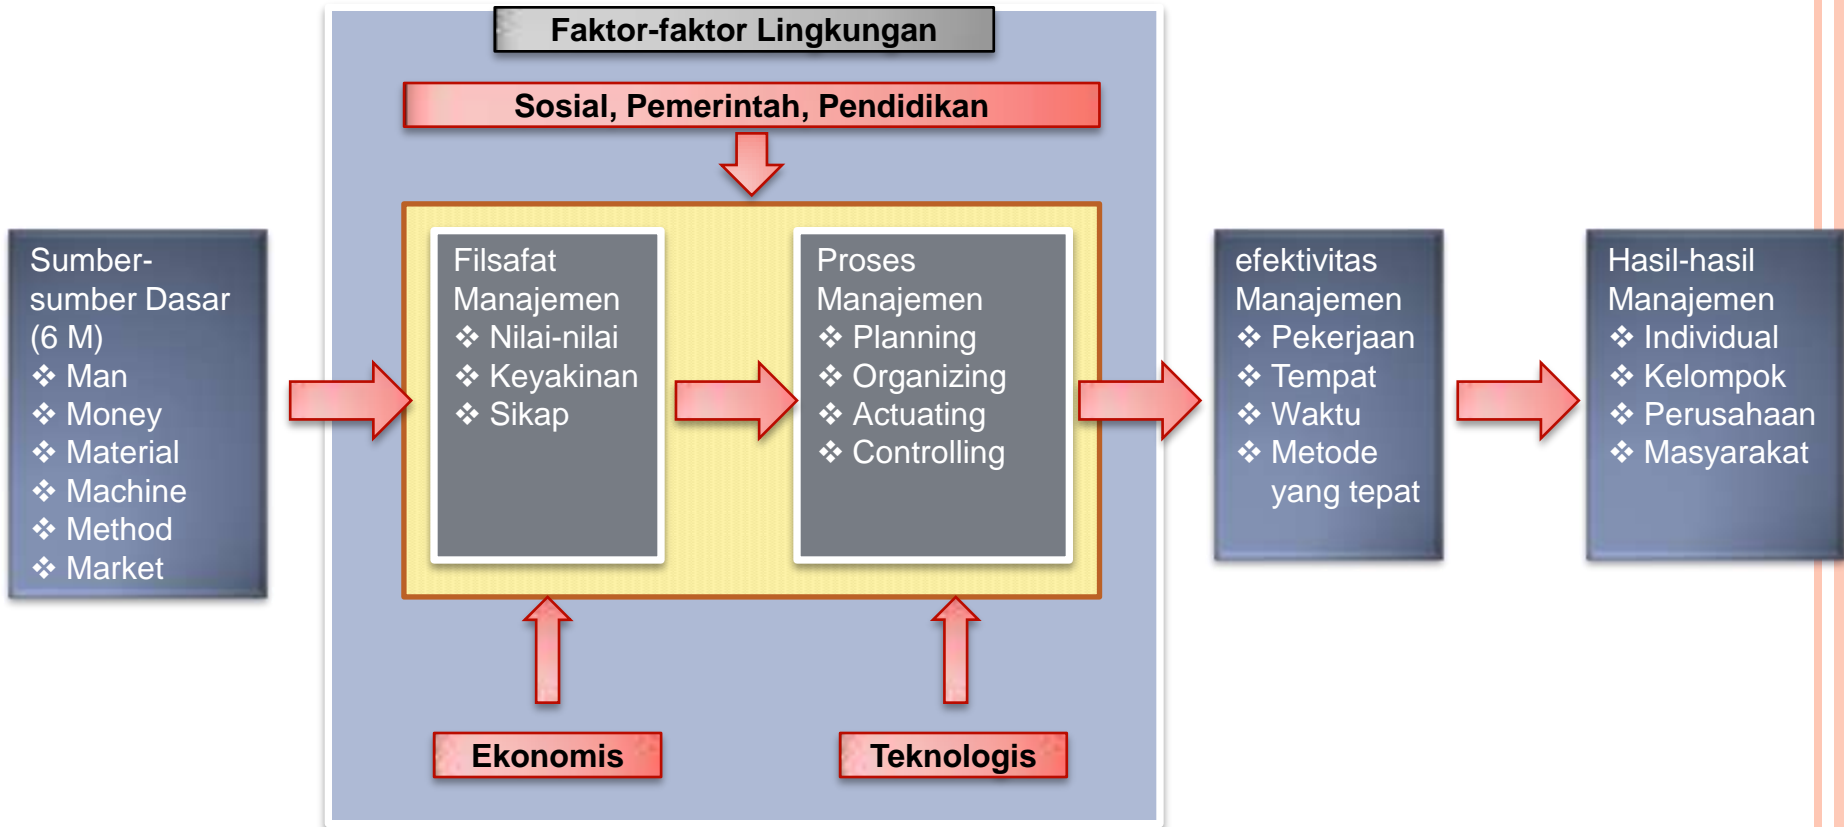 Faktor-faktor Lingkungan
Sosial, Pemerintah, Pendidikan
Sumber-
sumber Dasar
(6 M)
❖ Man
❖ Money
❖ Material
❖ Machine
❖ Method
❖ Market
Filsafat
Manajemen
❖ Nilai-nilai
❖ Keyakinan
❖ Sikap
Proses
Manajemen
❖ Planning
❖ Organizing
❖ Actuating
❖ Controlling
efektivitas
Manajemen
❖ Pekerjaan
❖ Tempat
❖ Waktu
❖ Metode
yang tepat
Hasil-hasil
Manajemen
❖ Individual
❖ Kelompok
❖ Perusahaan
❖ Masyarakat
Ekonomis
Teknologis